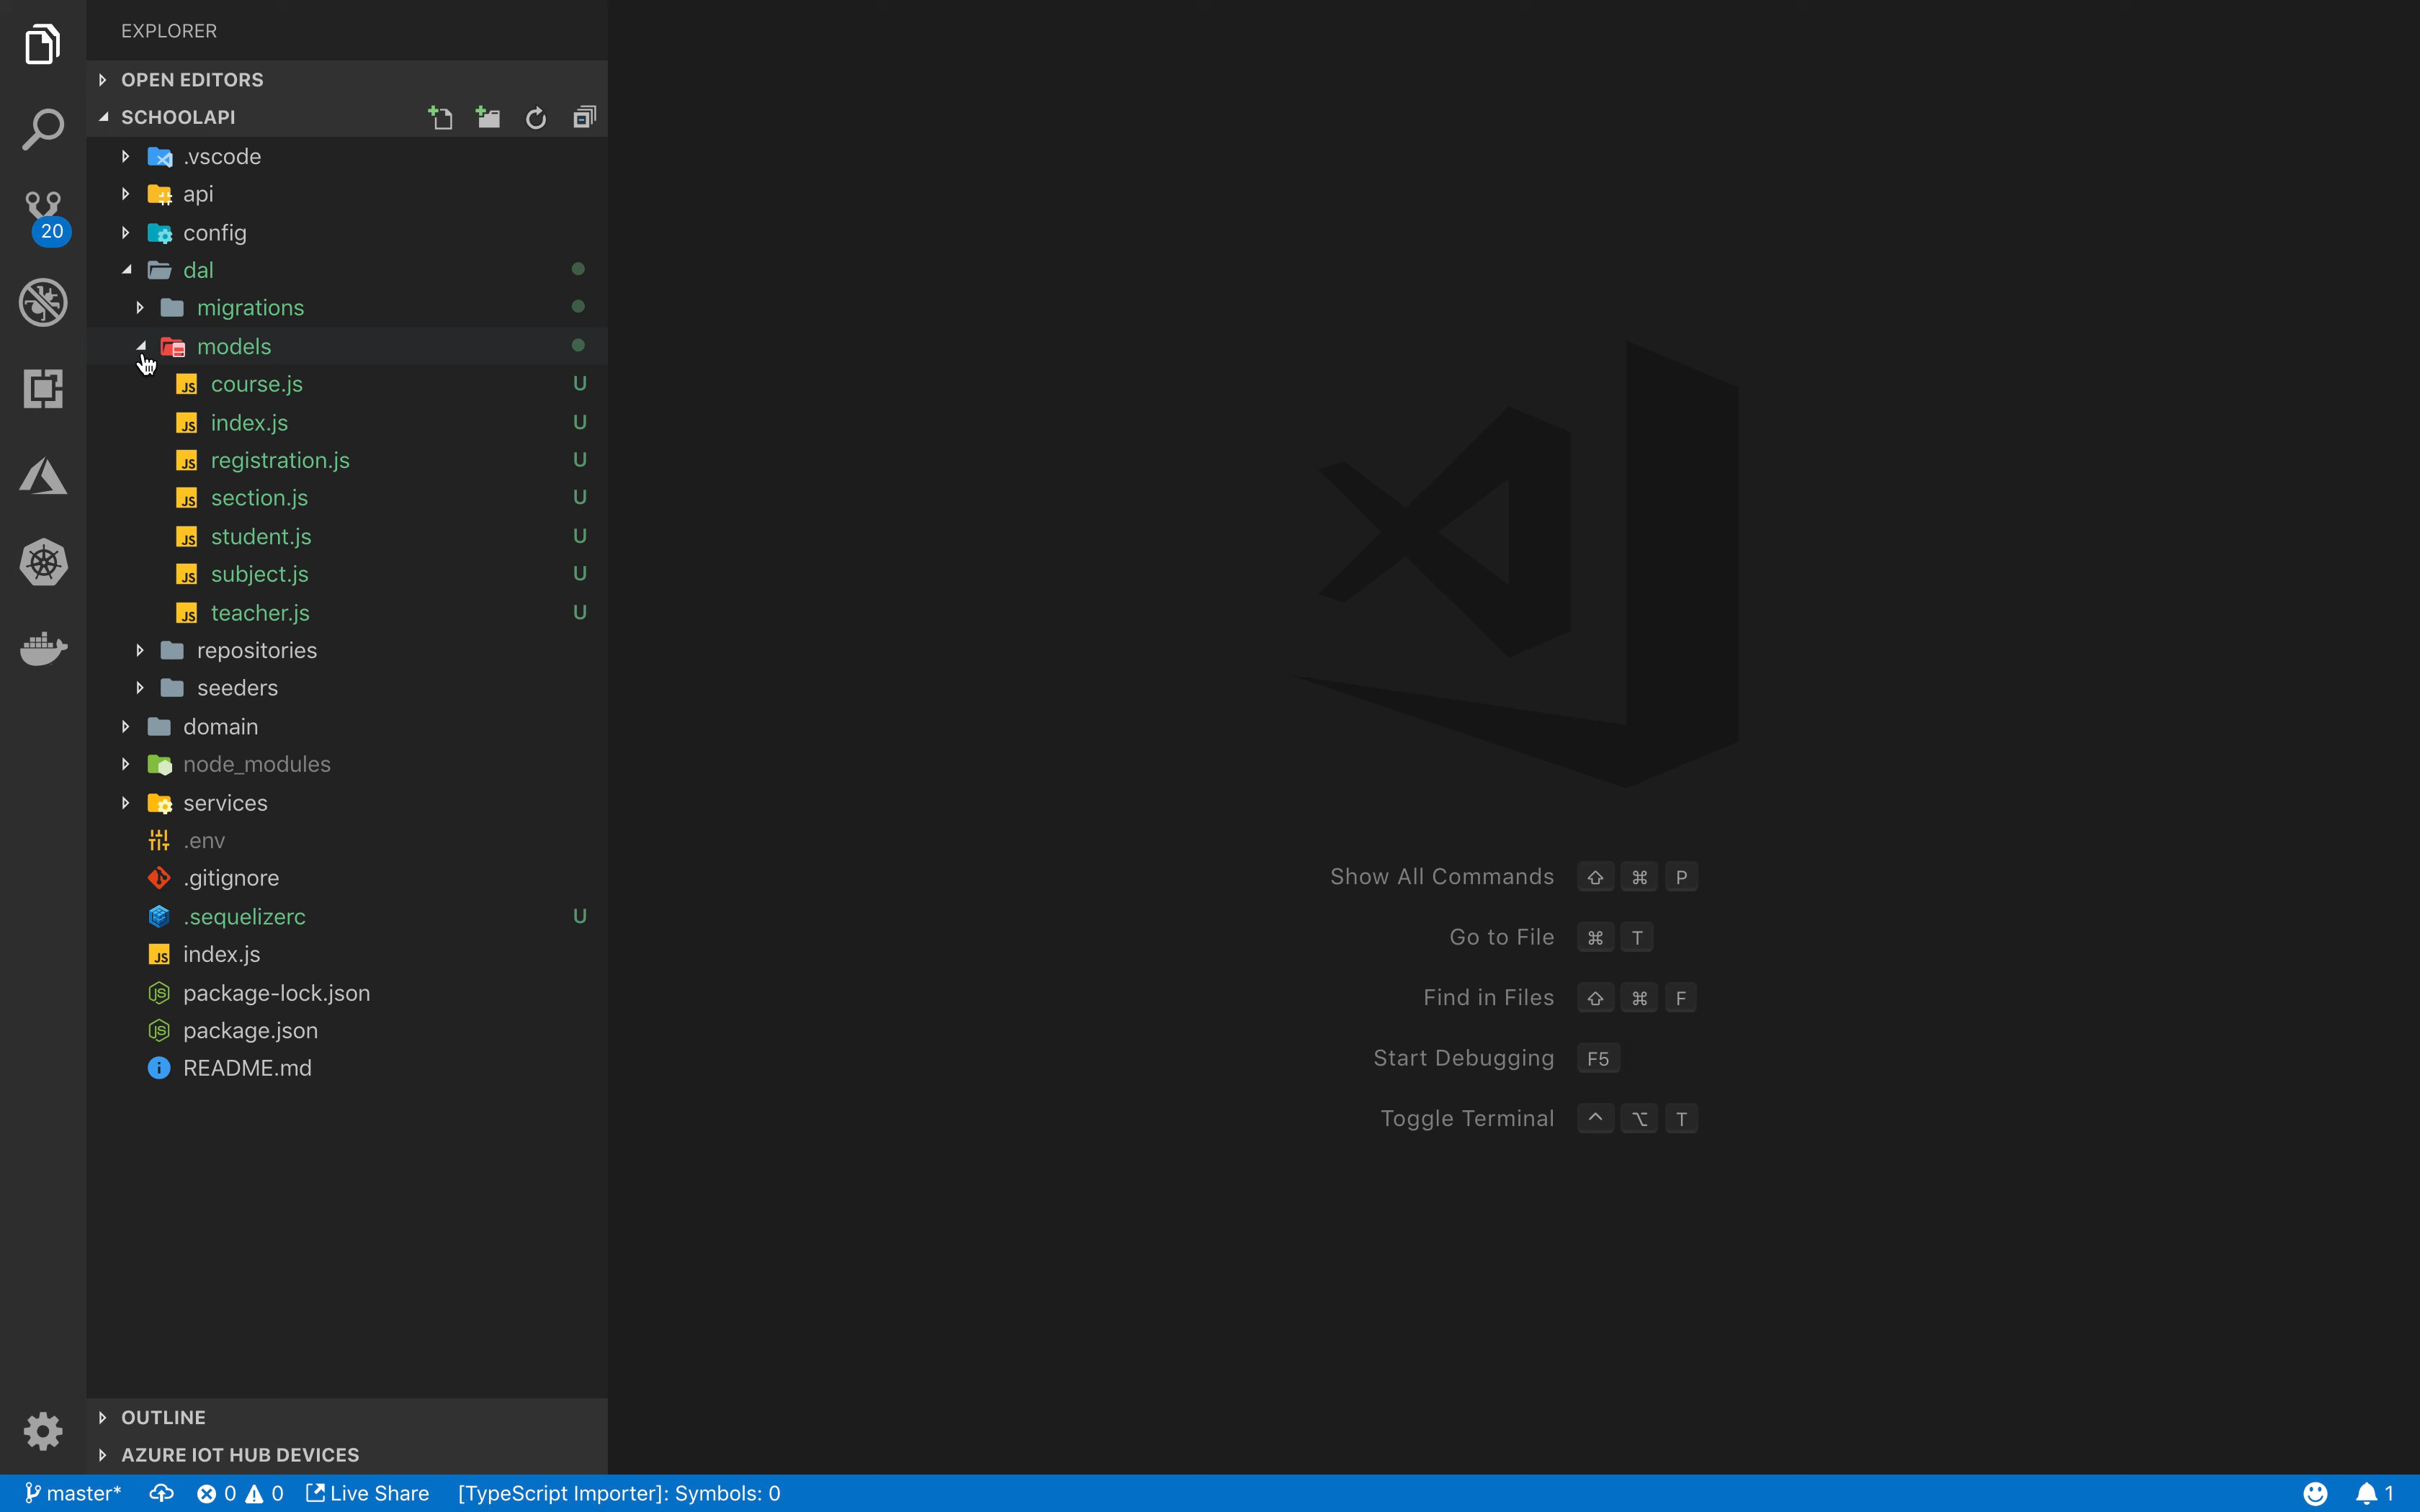 EXPLORER
OPEN EDITORS
SCHOOLAPI
.vscode
api
20
config
dal
migrations
models
course.js U
index.js U
registration.js U
section.js U
student.js U
subject.js U
teacher.js U
repositories
seeders
domain
node_modules
services
.env
.gitignore
.sequelizerc U
index.js
package-lock.json
package.json
README.md
Show All Commands ⇧ ⌘ P
Go to File ⌘ T
Find in Files ⇧ ⌘ F
Start Debugging F5
Toggle Terminal ^ ⌥ T
OUTLINE
AZURE IOT HUB DEVICES
master* 0 0 Live Share [TypeScript Importer]: Symbols: 0 1